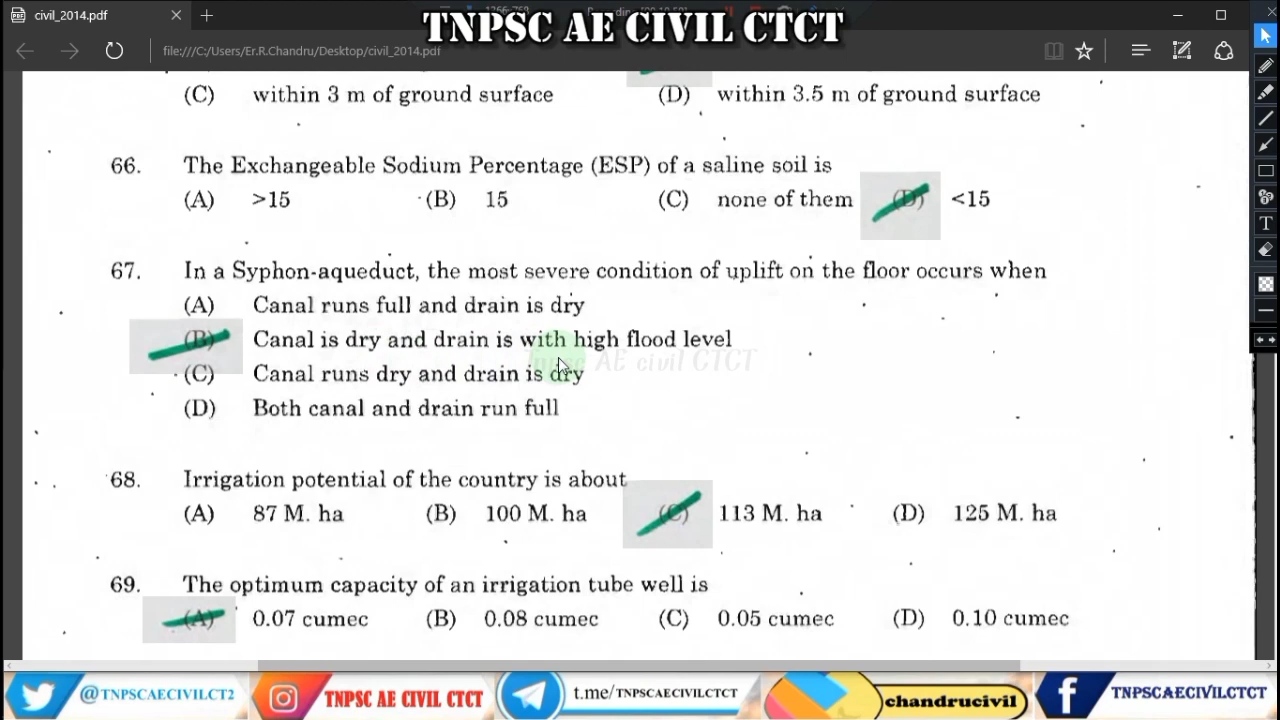 civil_2014.pdf
TNPSC AE CIVIL CTCT
file:///C:/Users/Er.R.Chandru/Desktop/civil_2014.pdf
(C) within 3 m of ground surface (D) within 3.5 m of ground surface
66. The Exchangeable Sodium Percentage (ESP) of a saline soil is
(A) >15 (B) 15 (C) none of them (D) <15
67. In a Syphon-aqueduct, the most severe condition of uplift on the floor occurs when
(A) Canal runs full and drain is dry
(B) Canal is dry and drain is with high flood level
Tnpsc AE civil CTCT
(C) Canal runs dry and drain is dry
(D) Both canal and drain run full
68. Irrigation potential of the country is about
(A) 87 M. ha (B) 100 M. ha (C) 113 M. ha (D) 125 M. ha
69. The optimum capacity of an irrigation tube well is
(A) 0.07 cumec (B) 0.08 cumec (C) 0.05 cumec (D) 0.10 cumec
@TNPSCAECIVILCT2 TNPSC AE CIVIL CTCT t.me/TNPSCAECIVILCTCT chandrucivil TNPSCAECIVILCTCT